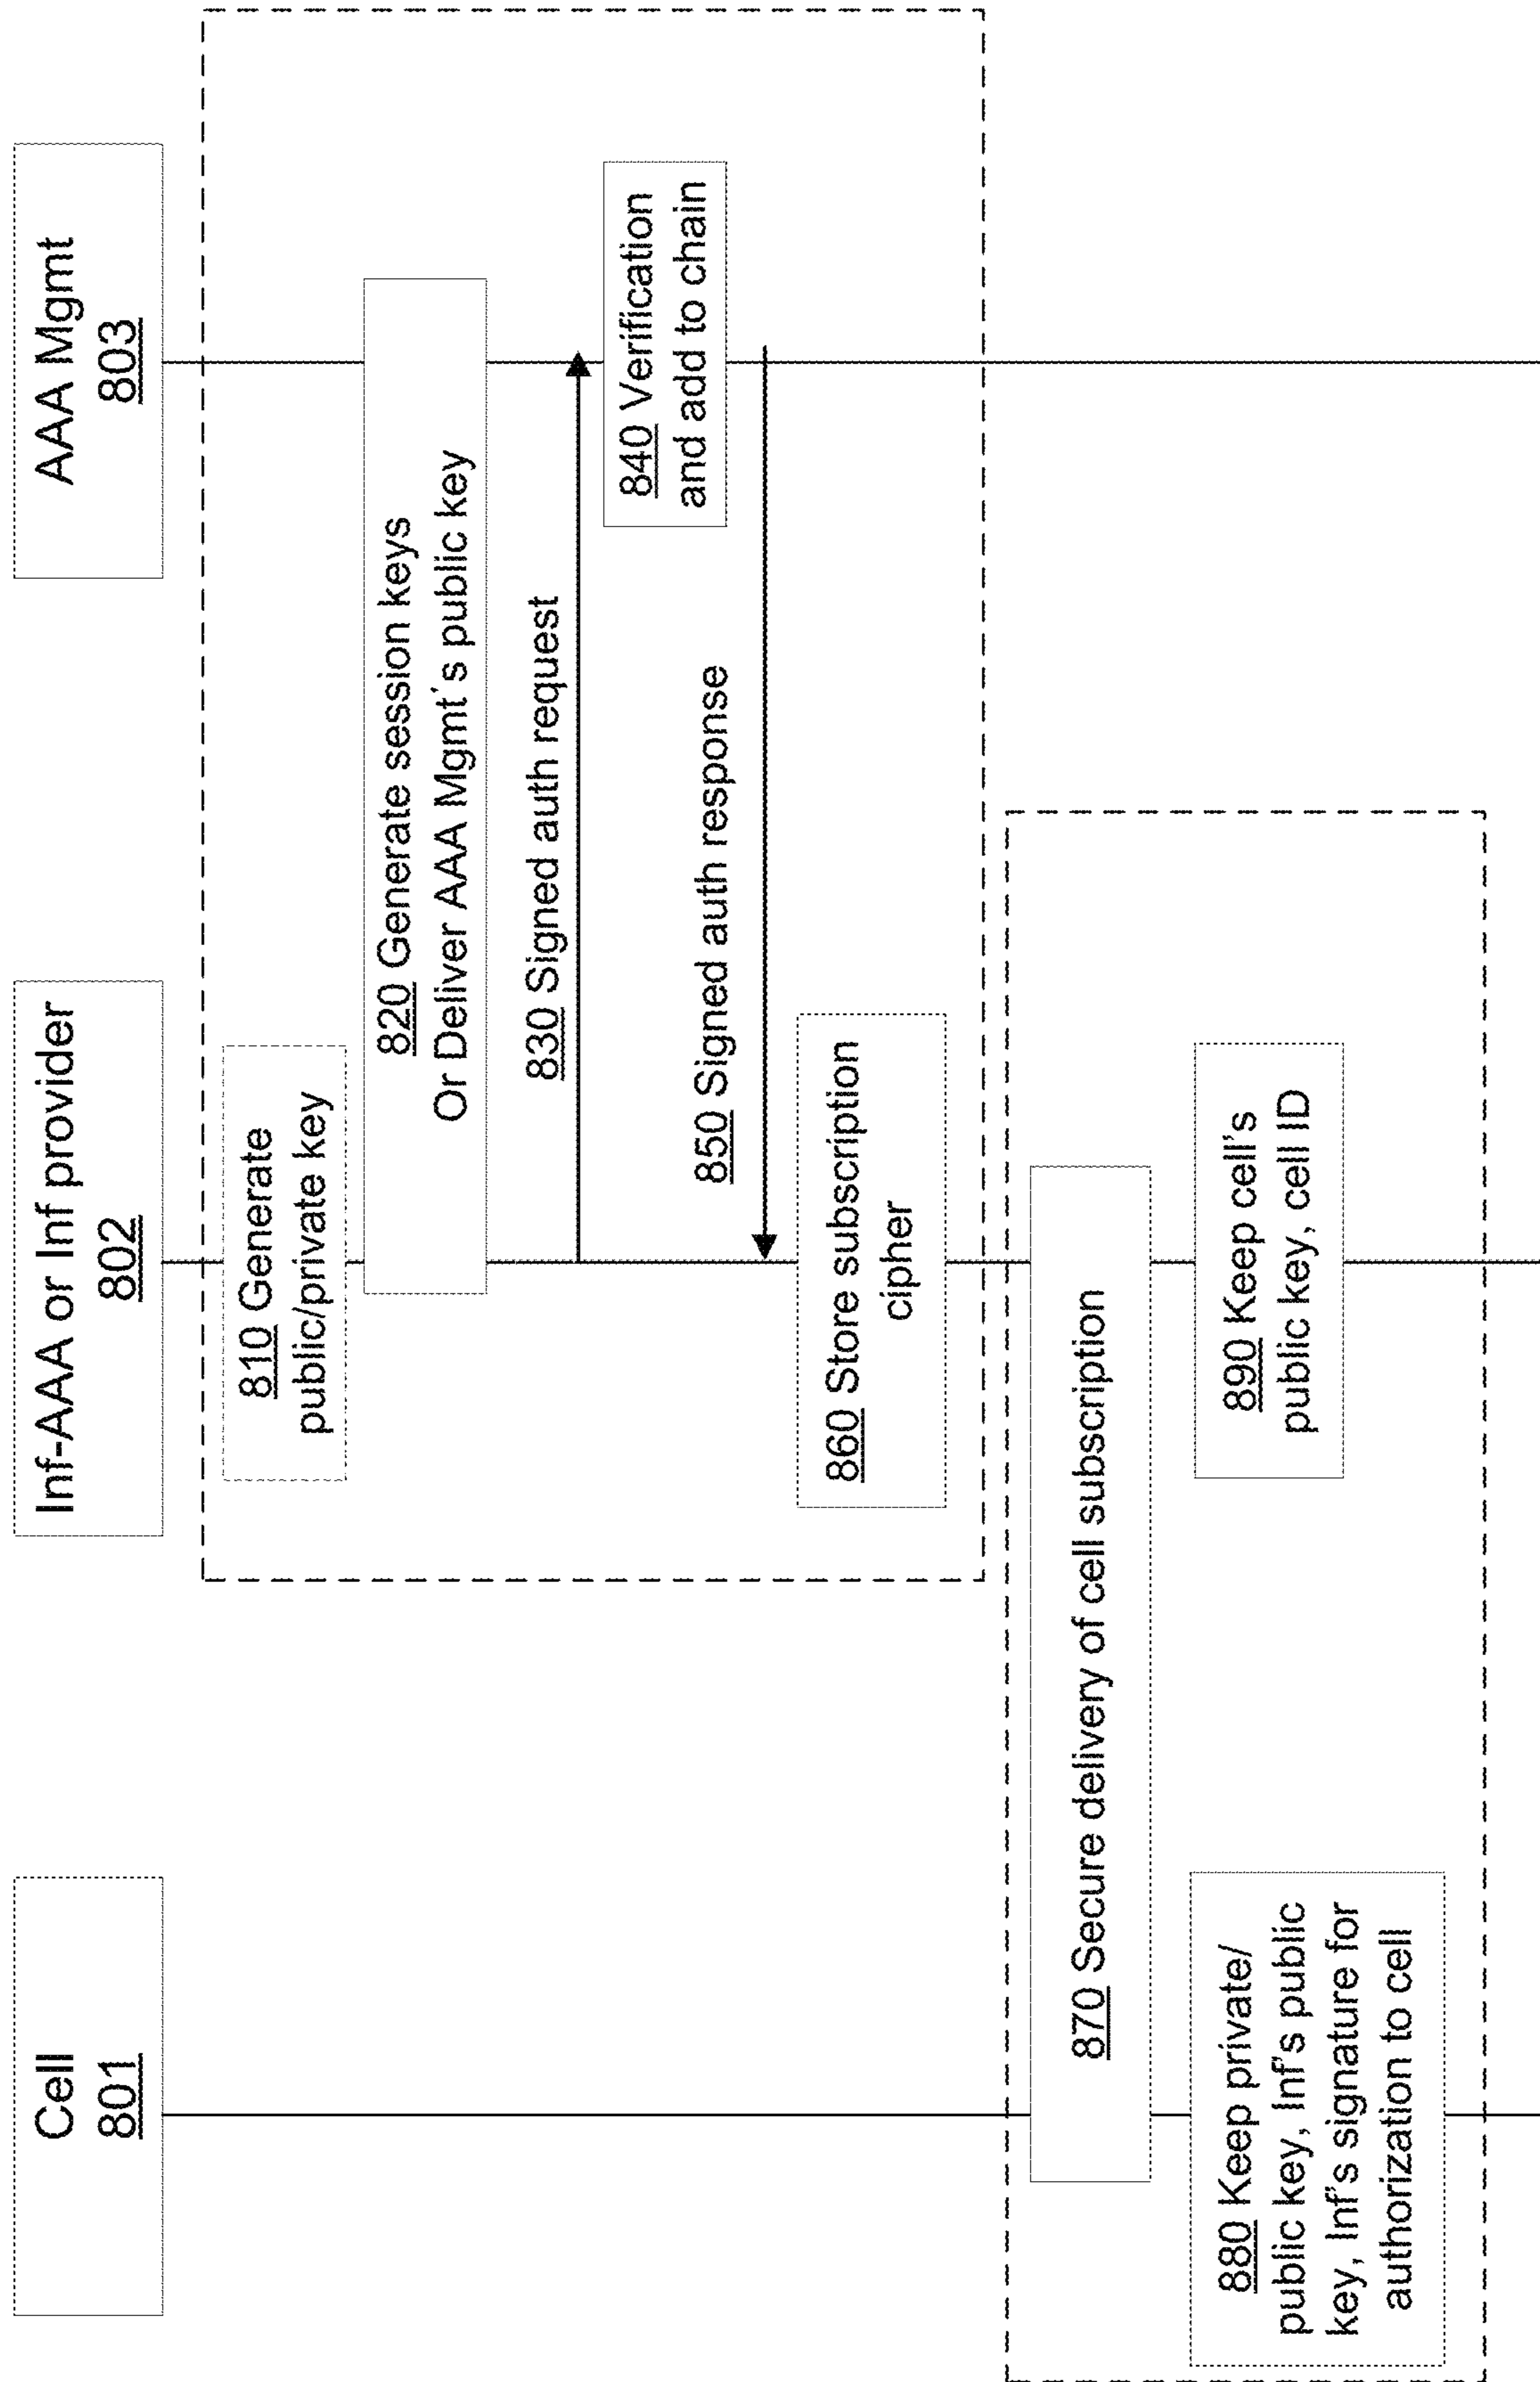 Cell
801
Inf-AAA or Inf provider
802
AAA Mgmt
803
810 Generate
public/private key
820 Generate session keys
Or Deliver AAA Mgmt's public key
830 Signed auth request
840 Verification
and add to chain
850 Signed auth response
860 Store subscription
cipher
870 Secure delivery of cell subscription
880 Keep private/
public key, Inf's public
key, Inf's signature for
authorization to cell
890 Keep cell's
public key, cell ID